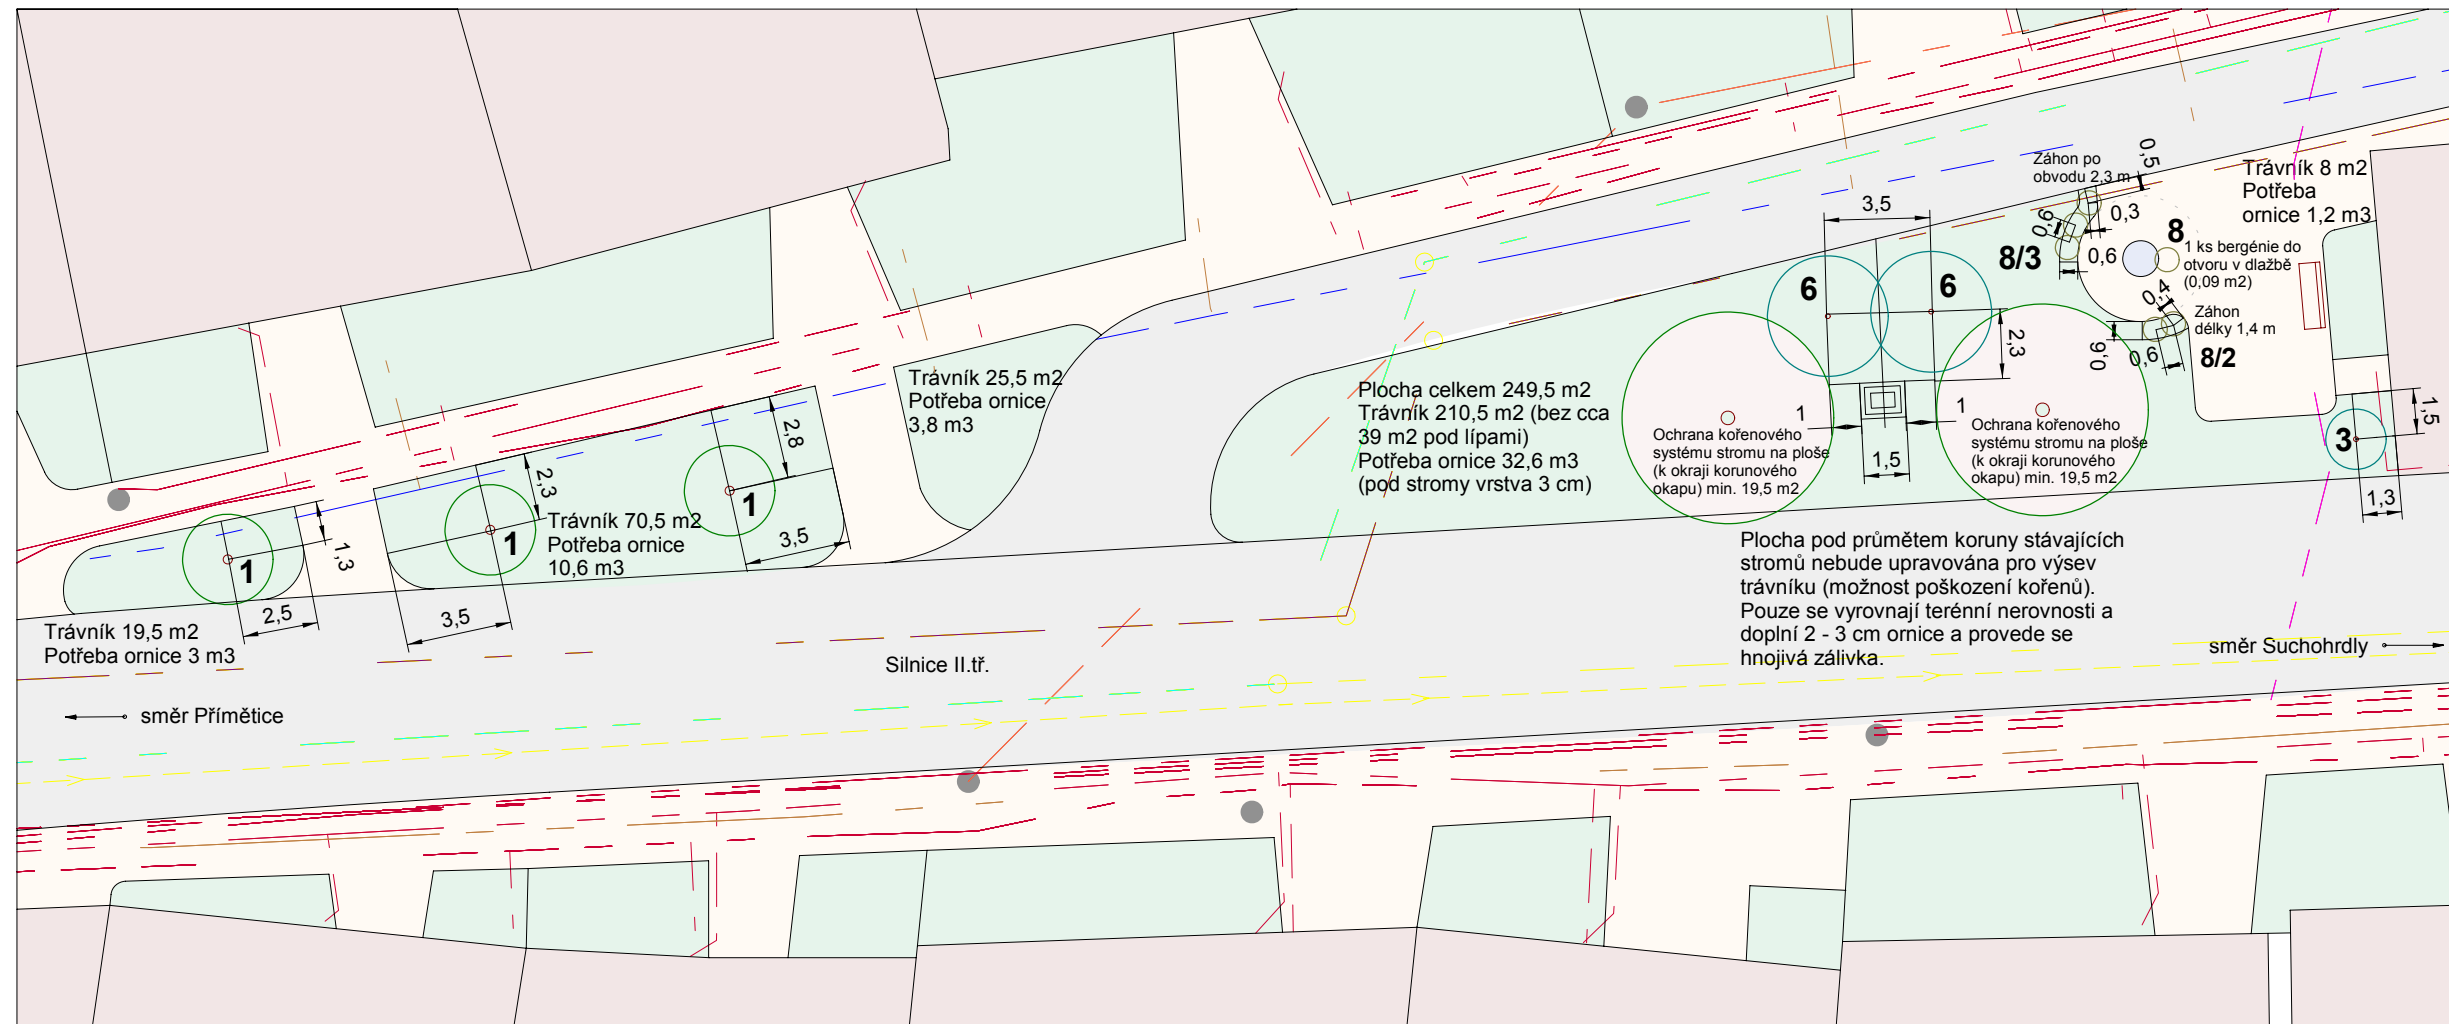 Záhon po
obvodu 2,3 m
0,5
Trávník 8 m2
Potřeba
ornice 1,2 m3
3,5
0,6
0,3
8
1 ks bergénie do
otvoru v dlažbě
(0,09 m2)
8/3
0,6
6
6
0,4
Záhon
délky 1,4 m
0,6
0,6
8/2
2,3
Trávník 25,5 m2
Potřeba ornice
3,8 m3
Plocha celkem 249,5 m2
Trávník 210,5 m2 (bez cca
39 m2 pod lípami)
Potřeba ornice 32,6 m3
(pod stromy vrstva 3 cm)
1
1
Ochrana kořenového
systému stromu na ploše
(k okraji korunového
okapu) min. 19,5 m2
1,5
Ochrana kořenového
systému stromu na ploše
(k okraji korunového
okapu) min. 19,5 m2
3
1,5
1,3
2,8
2,3
1
1
1
Trávník 70,5 m2
Potřeba ornice
10,6 m3
3,5
1,3
2,5
3,5
Trávník 19,5 m2
Potřeba ornice 3 m3
Plocha pod průmětem koruny stávajících
stromů nebude upravována pro výsev
trávníku (možnost poškození kořenů).
Pouze se vyrovnají terénní nerovnosti a
doplní 2 - 3 cm ornice a provede se
hnojivá zálivka.
Silnice II.tř.
směr Suchohrdly
směr Přímětice